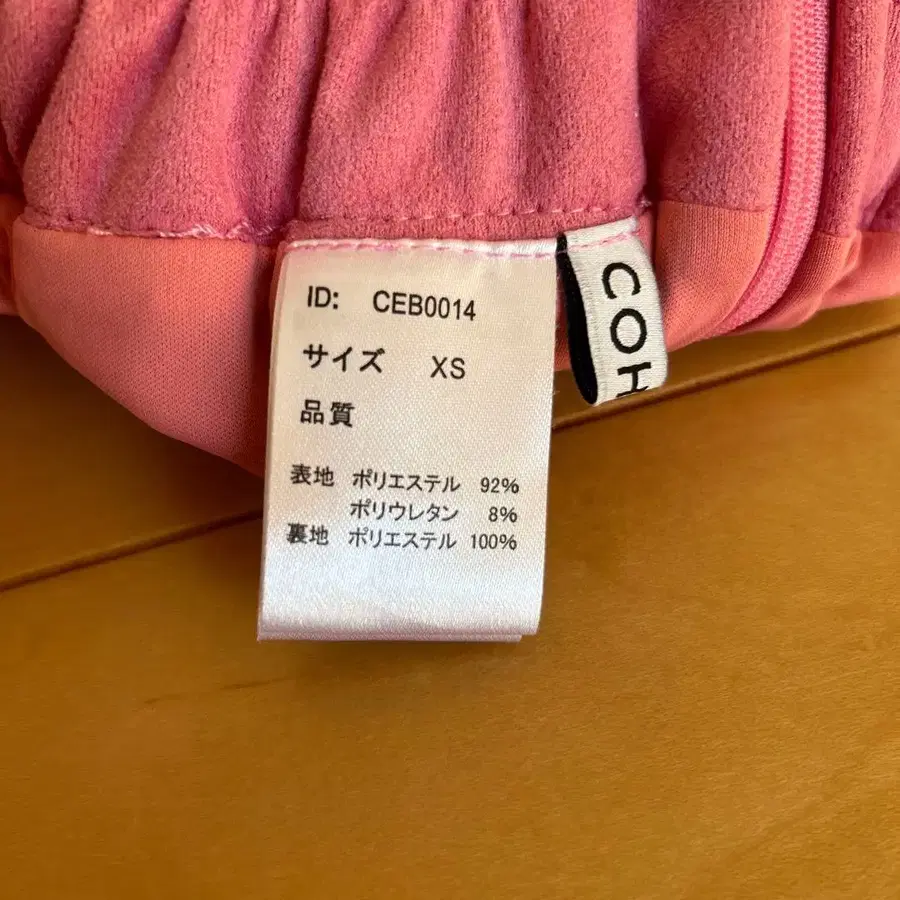 ID: CEB0014
サイズ XS
品質
表地 ポリエステル 92%
ポリウレタン 8%
裏地 ポリエステル 100%
COH